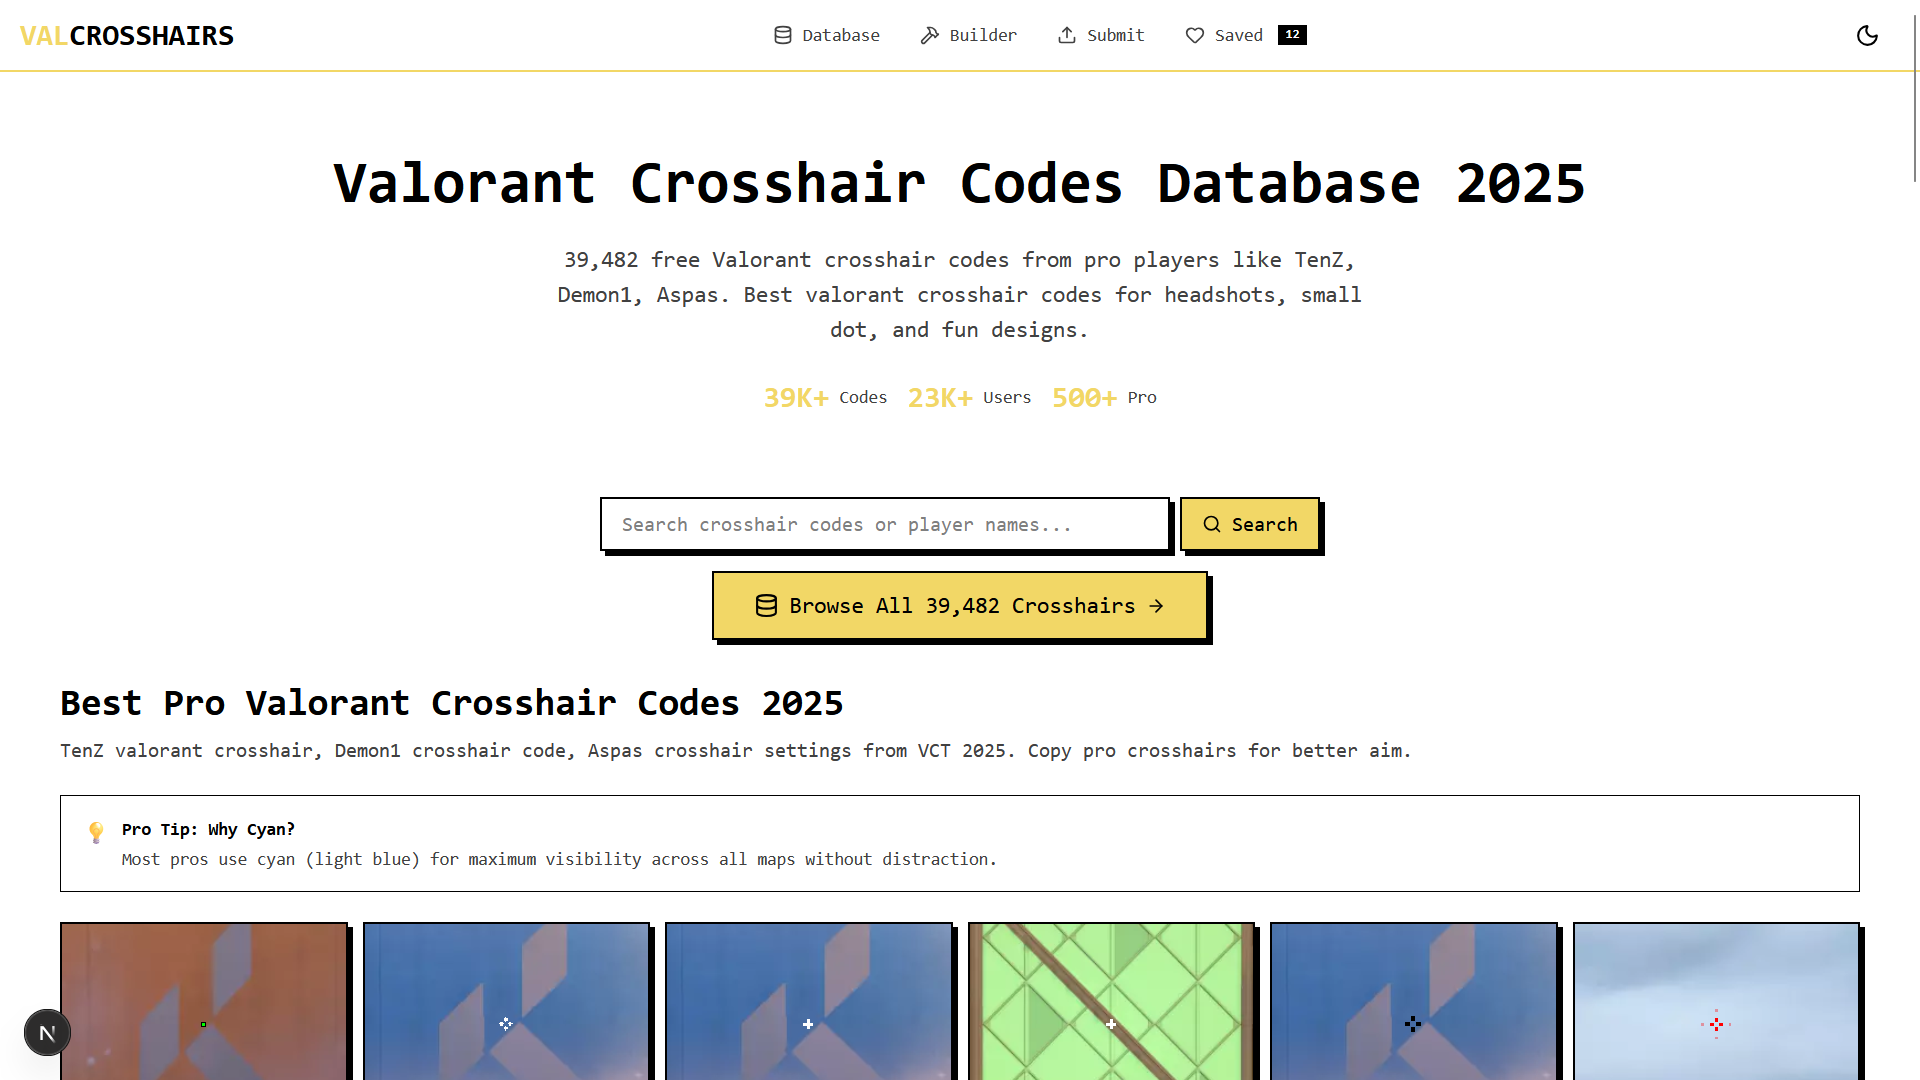 VALCROSSHAIRS
Database
Builder
Submit
Saved 12
Valorant Crosshair Codes Database 2025
39,482 free Valorant crosshair codes from pro players like TenZ,
Demon1, Aspas. Best valorant crosshair codes for headshots, small
dot, and fun designs.
39K+ Codes 23K+ Users 500+ Pro
Search crosshair codes or player names...
Search
Browse All 39,482 Crosshairs →
Best Pro Valorant Crosshair Codes 2025
TenZ valorant crosshair, Demon1 crosshair code, Aspas crosshair settings from VCT 2025. Copy pro crosshairs for better aim.
Pro Tip: Why Cyan?
Most pros use cyan (light blue) for maximum visibility across all maps without distraction.
N